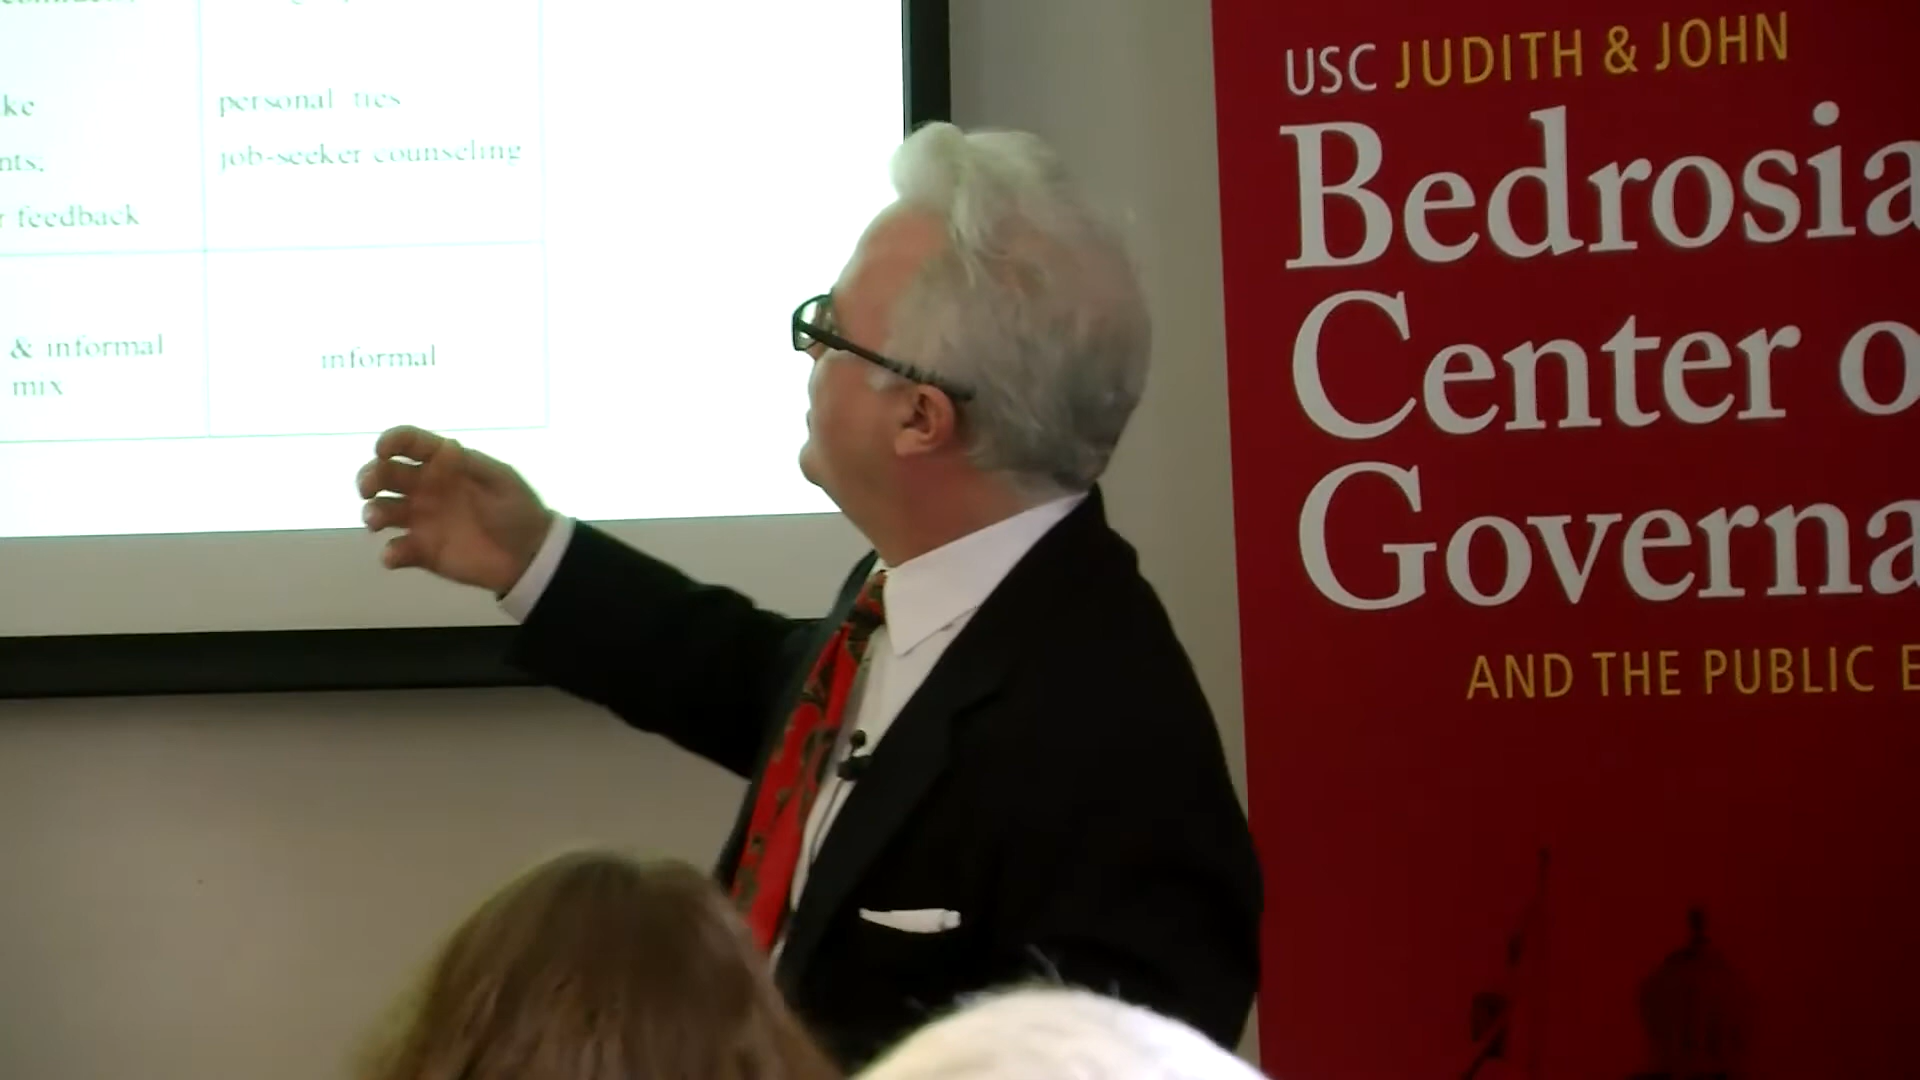 ke
personal ties
nts,
job-seeker counseling
r feedback
& informal
mix
informal
USC JUDITH & JOHN
Bedrosia
Center o
Governa
AND THE PUBLIC E